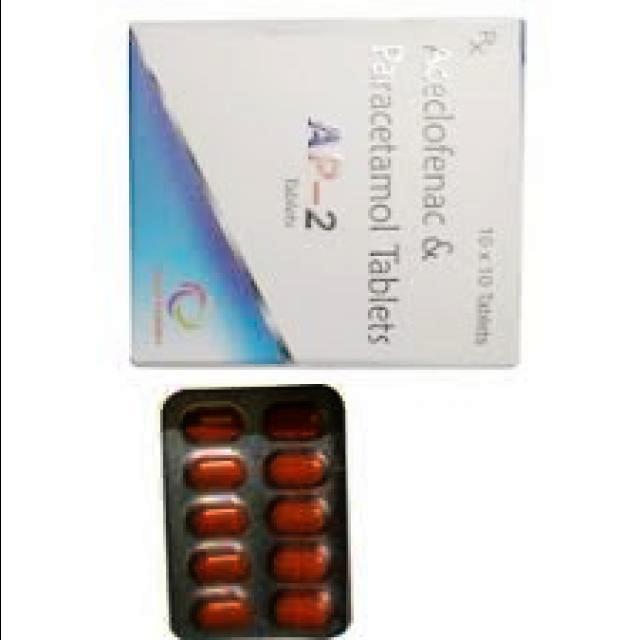 Rx
10 x 10 Tablets
Aceclofenac &
Paracetamol Tablets
AP-2
Tablets